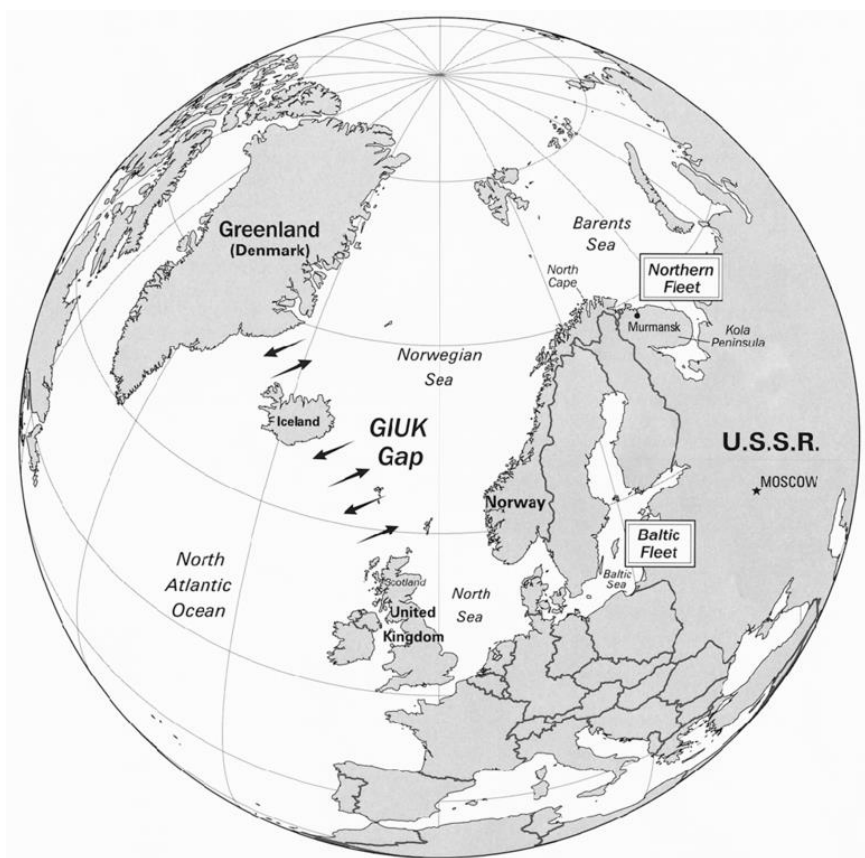 Greenland
(Denmark)
Barents
Sea
North
Cape
Northern
Fleet
Murmansk
Kola
Peninsula
Norwegian
Sea
Iceland
GIUK
Gap
U.S.S.R.
MOSCOW
Norway
Baltic
Fleet
Baltic
Sea
North
Atlantic
Ocean
Scotland
North
Sea
United
Kingdom